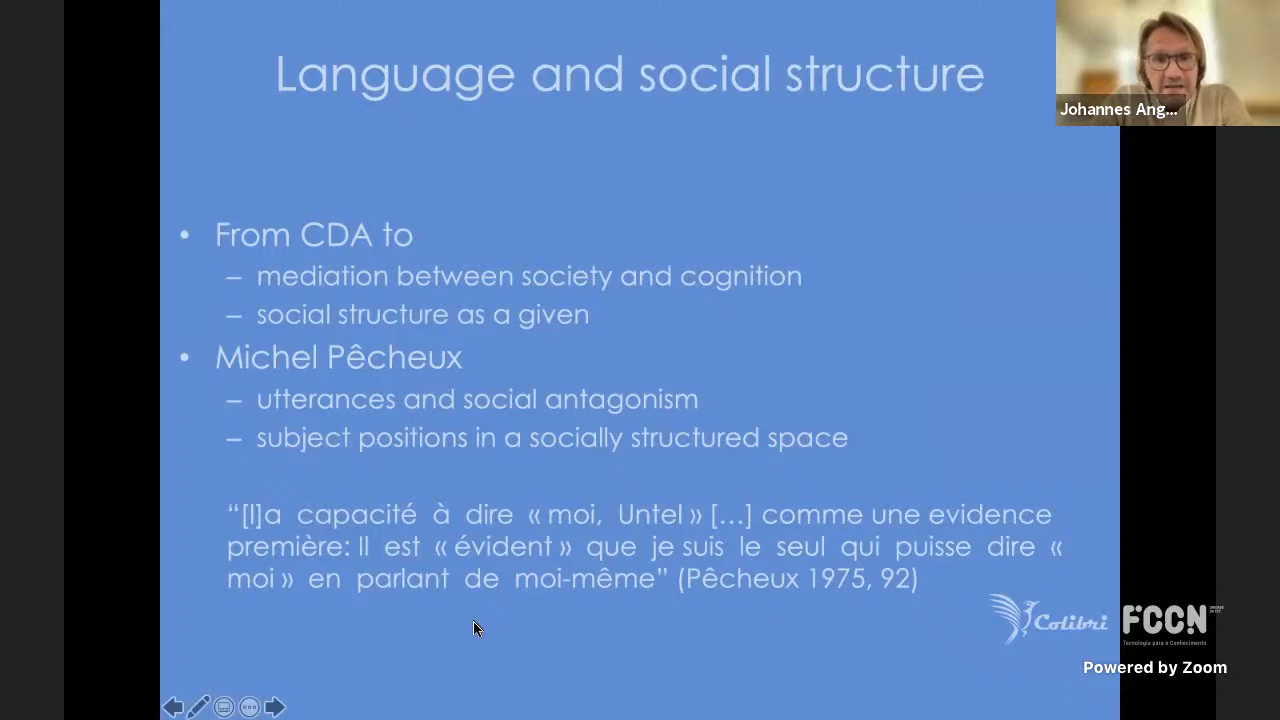 Language and social structure
Johannes Ang...
• From CDA to
– mediation between society and cognition
– social structure as a given
• Michel Pêcheux
– utterances and social antagonism
– subject positions in a socially structured space
“[l]a capacité à dire « moi, Untel » [...] comme une evidence
première: Il est « évident » que je suis le seul qui puisse dire «
moi » en parlant de moi-même” (Pêcheux 1975, 92)
Colibri
FCCN
Tecnologia para o Conhecimento
Powered by Zoom